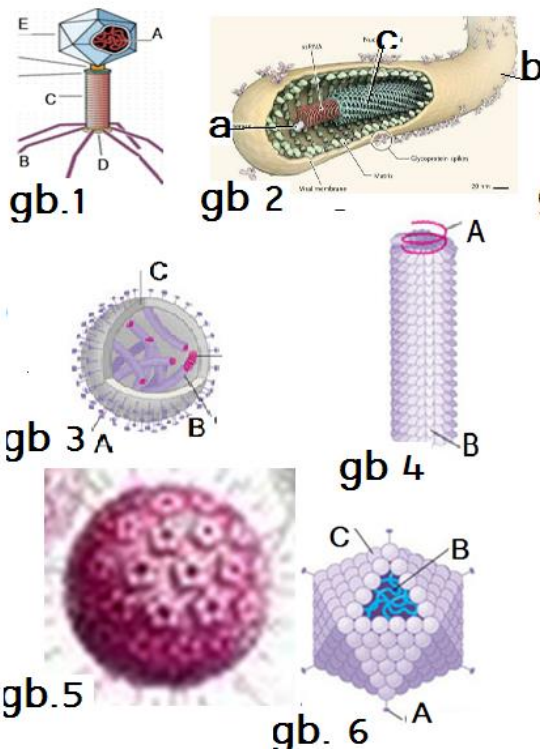 E
A
C
B
D
gb.1
ssRNA
C
b
a
Glycoprotein spikes
Matrix
Viral membrane
20 nm
gb 2
C
gb 3 A
B
A
B
gb 4
gb.5
C
B
A
gb. 6